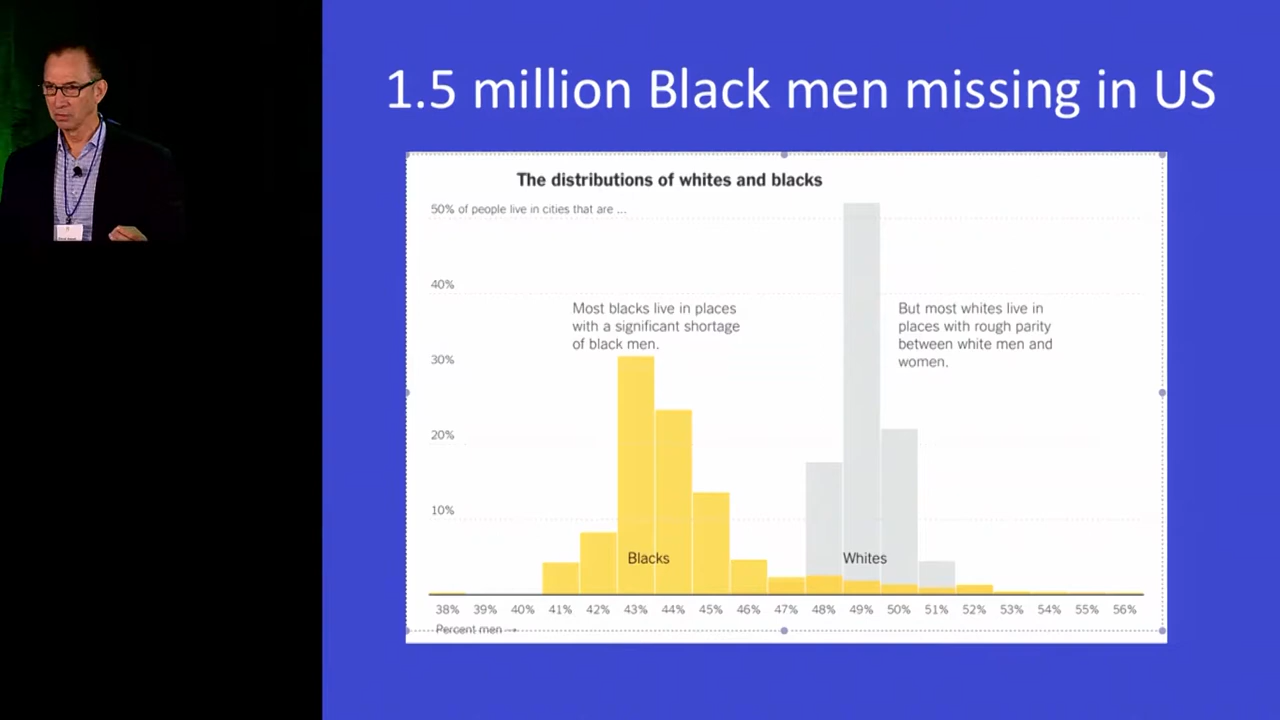 1.5 million Black men missing in US
The distributions of whites and blacks
50% of people live in cities that are ...
40%
Most blacks live in places
with a significant shortage
of black men.
But most whites live in
places with rough parity
between white men and
women.
30%
20%
10%
Blacks
Whites
38% 39% 40% 41% 42% 43% 44% 45% 46% 47% 48% 49% 50% 51% 52% 53% 54% 55% 56%
Percent men →